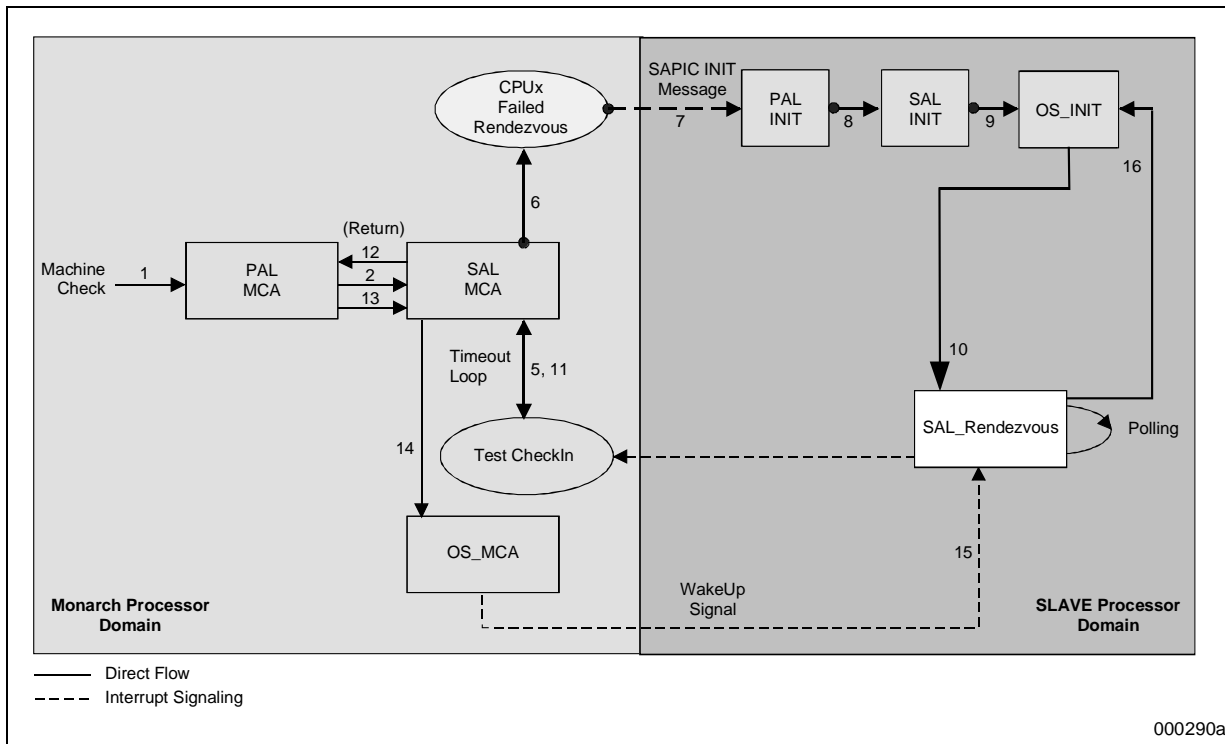 SAPIC INIT
Message
CPUx
Failed
Rendezvous
7
PAL
INIT
8
SAL
INIT
9
OS_INIT
16
6
(Return)
12
Machine
Check
1
PAL
MCA
2
13
SAL
MCA
Timeout
Loop
5, 11
10
14
Test CheckIn
SAL_Rendezvous
Polling
OS_MCA
15
WakeUp
Signal
Monarch Processor
Domain
SLAVE Processor
Domain
Direct Flow
Interrupt Signaling
000290a